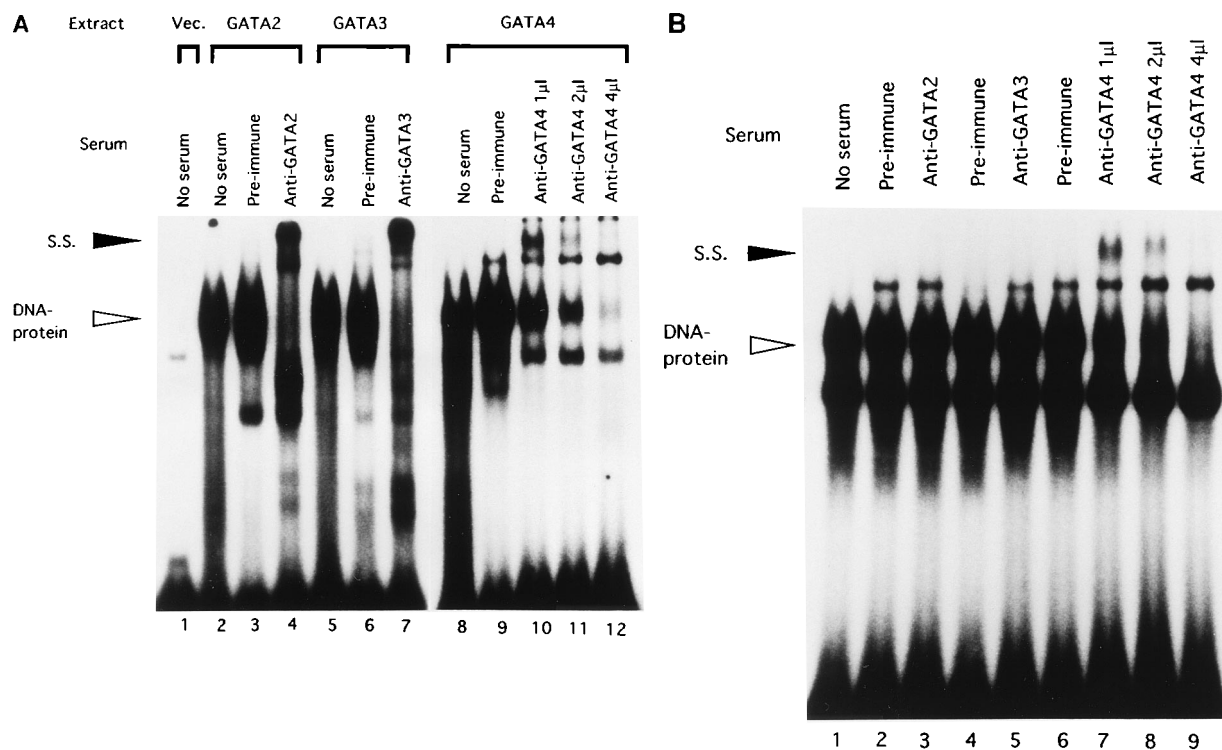 A
Extract
Vec.
GATA2
GATA3
GATA4
Serum
No serum
No serum
Pre-immune
Anti-GATA2
No serum
Pre-immune
Anti-GATA3
No serum
Pre-immune
Anti-GATA4 1µl
Anti-GATA4 2µl
Anti-GATA4 4µl
S.S.
DNA-
protein
1 2 3 4 5 6 7 8 9 10 11 12
B
Serum
No serum
Pre-immune
Anti-GATA2
Pre-immune
Anti-GATA3
Pre-immune
Anti-GATA4 1µl
Anti-GATA4 2µl
Anti-GATA4 4µl
S.S.
DNA-
protein
1 2 3 4 5 6 7 8 9